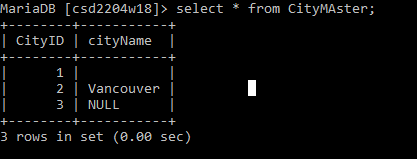 MariaDB [csd2204w18]> select * from CityMAster;
+--------+-----------+
| CityID | cityName  |
+--------+-----------+
|      1 |           |
|      2 | Vancouver |
|      3 | NULL      |
+--------+-----------+
3 rows in set (0.00 sec)